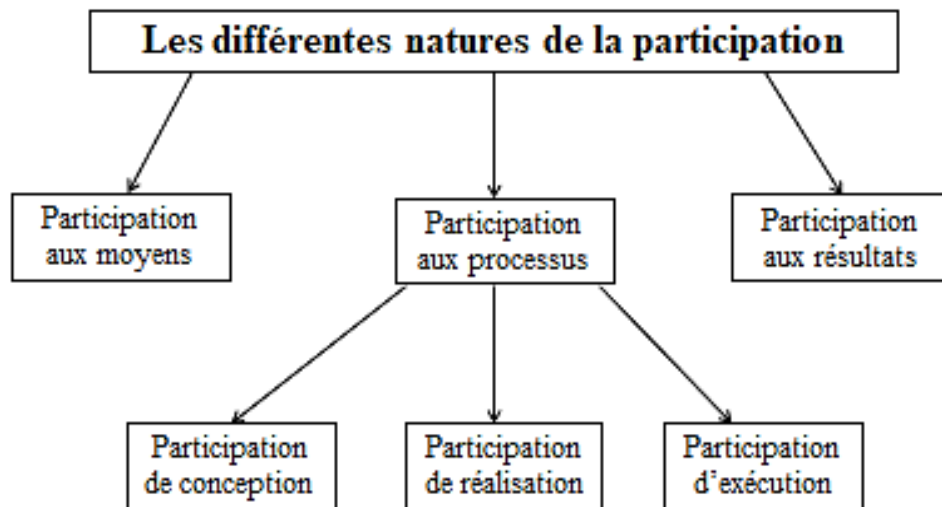 Les différentes natures de la participation
Participation
aux moyens
Participation
aux processus
Participation
aux résultats
Participation
de conception
Participation
de réalisation
Participation
d’exécution